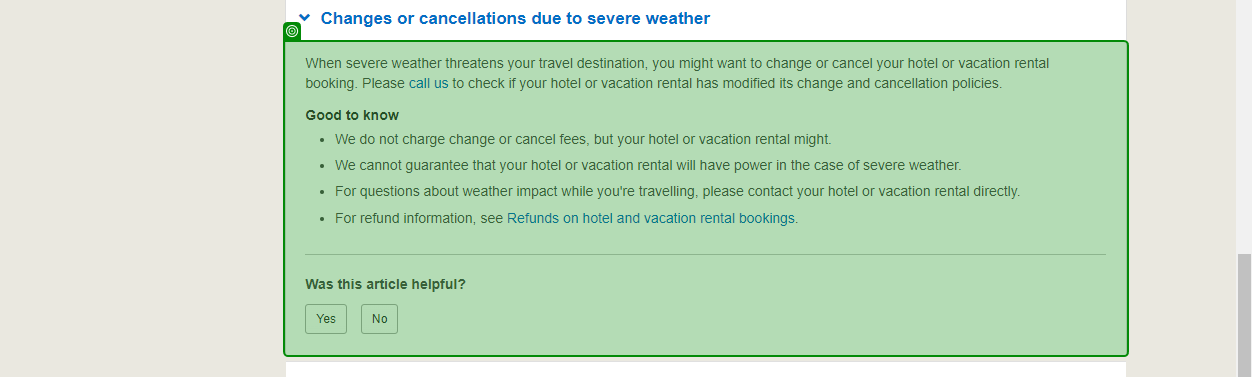 Changes or cancellations due to severe weather
When severe weather threatens your travel destination, you might want to change or cancel your hotel or vacation rental
booking. Please call us to check if your hotel or vacation rental has modified its change and cancellation policies.
Good to know
• We do not charge change or cancel fees, but your hotel or vacation rental might.
• We cannot guarantee that your hotel or vacation rental will have power in the case of severe weather.
• For questions about weather impact while you're travelling, please contact your hotel or vacation rental directly.
• For refund information, see Refunds on hotel and vacation rental bookings.
Was this article helpful?
Yes No